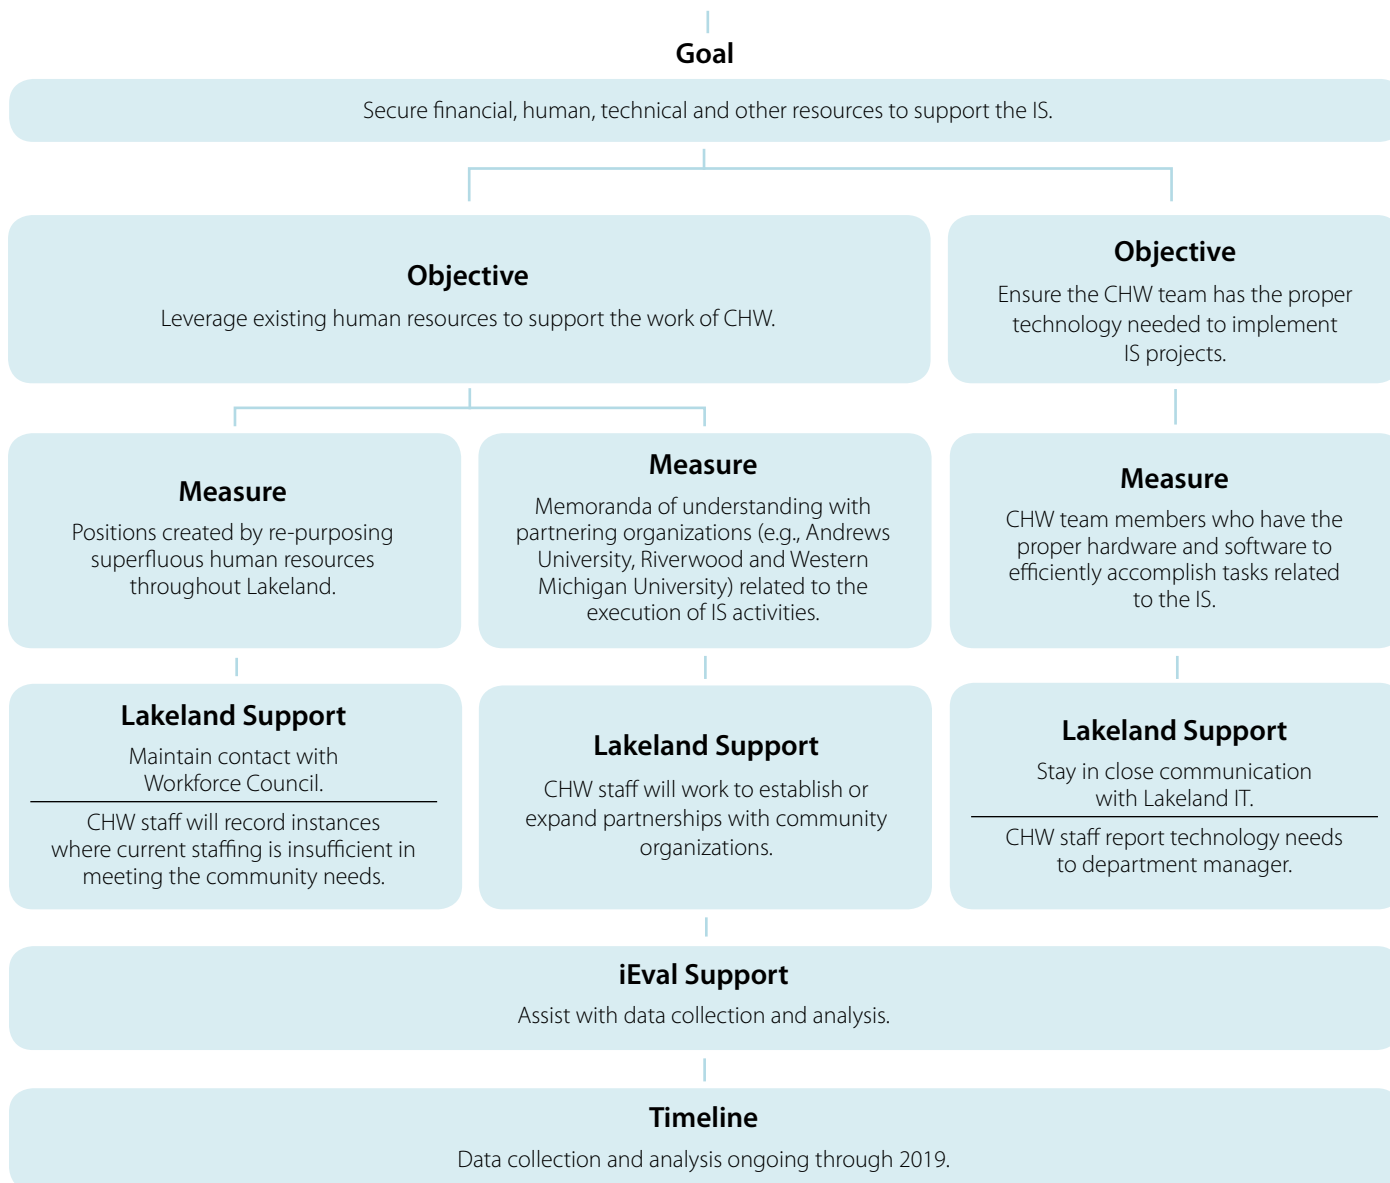 Goal
Secure financial, human, technical and other resources to support the IS.
Objective
Leverage existing human resources to support the work of CHW.
Objective
Ensure the CHW team has the proper
technology needed to implement
IS projects.
Measure
Positions created by re-purposing
superfluous human resources
throughout Lakeland.
Measure
Memoranda of understanding with
partnering organizations (e.g., Andrews
University, Riverwood and Western
Michigan University) related to the
execution of IS activities.
Measure
CHW team members who have the
proper hardware and software to
efficiently accomplish tasks related
to the IS.
Lakeland Support
Maintain contact with
Workforce Council.
CHW staff will record instances
where current staffing is insufficient in
meeting the community needs.
Lakeland Support
CHW staff will work to establish or
expand partnerships with community
organizations.
Lakeland Support
Stay in close communication
with Lakeland IT.
CHW staff report technology needs
to department manager.
iEval Support
Assist with data collection and analysis.
Timeline
Data collection and analysis ongoing through 2019.